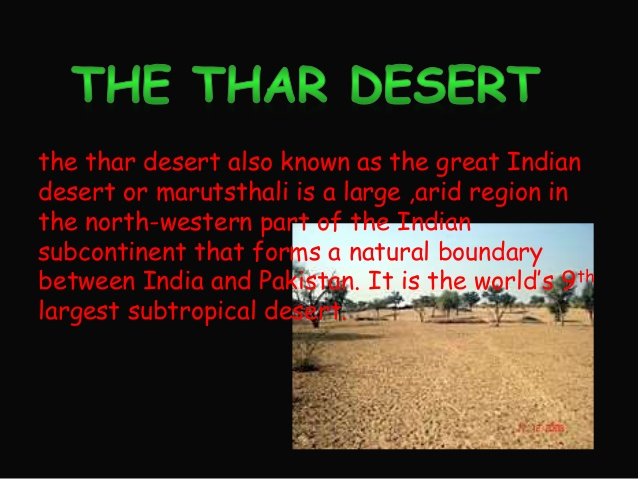 THE THAR DESERT
the thar desert also known as the great Indian
desert or marutsthali is a large ,arid region in
the north-western part of the Indian
subcontinent that forms a natural boundary
between India and Pakistan. It is the world's 9th
largest subtropical desert.